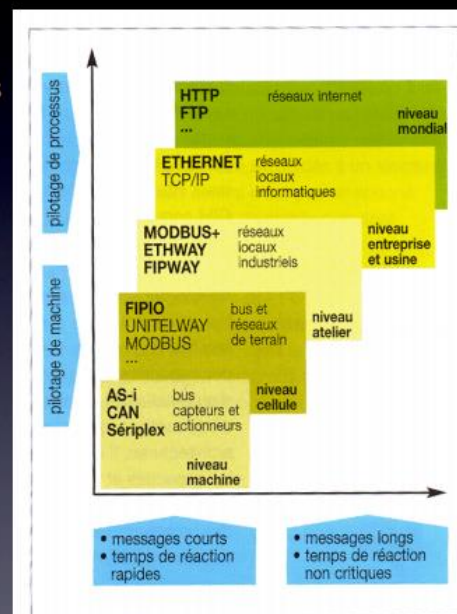 pilotage de processus
pilotage de machine
HTTP réseaux internet
FTP
...
niveau
mondial
ETHERNET réseaux
TCP/IP locaux
informatiques
niveau
entreprise
et usine
MODBUS+ réseaux
ETHWAY locaux
FIPWAY industriels
niveau
atelier
FIPIO bus et
UNITELWAY réseaux
MODBUS de terrain
...
niveau
cellule
AS-i bus
CAN capteurs et
Sériplex actionneurs
niveau
machine
• messages courts
• temps de réaction
rapides
• messages longs
• temps de réaction
non critiques